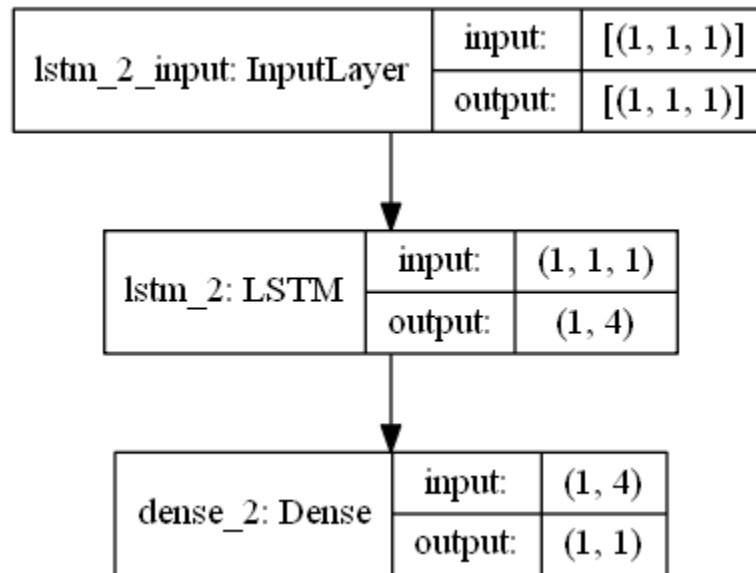 lstm_2_input: InputLayer
input: [(1, 1, 1)]
output: [(1, 1, 1)]
lstm_2: LSTM
input: (1, 1, 1)
output: (1, 4)
dense_2: Dense
input: (1, 4)
output: (1, 1)